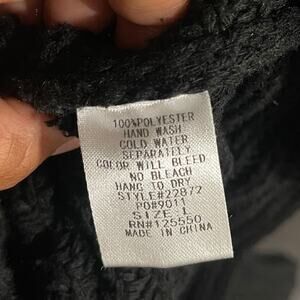 100%POLYESTER
HAND WASH
COLD WATER
SEPARATELY
COLOR WILL BLEED
NO BLEACH
HANG TO DRY
STYLE#22872
PO#9011
SIZE L
RN#125550
MADE IN CHINA